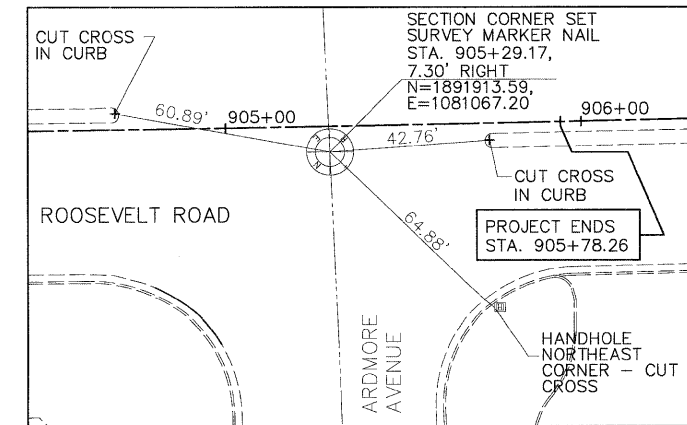 SECTION CORNER SET
SURVEY MARKER NAIL
STA. 905+29.17,
7.30' RIGHT
N=1891913.59,
E=1081067.20
CUT CROSS
IN CURB
60.89'
905+00
906+00
42.76'
CUT CROSS
IN CURB
ROOSEVELT ROAD
64.88'
PROJECT ENDS
STA. 905+78.26
ARDMORE
AVENUE
HANDHOLE
NORTHEAST
CORNER – CUT
CROSS